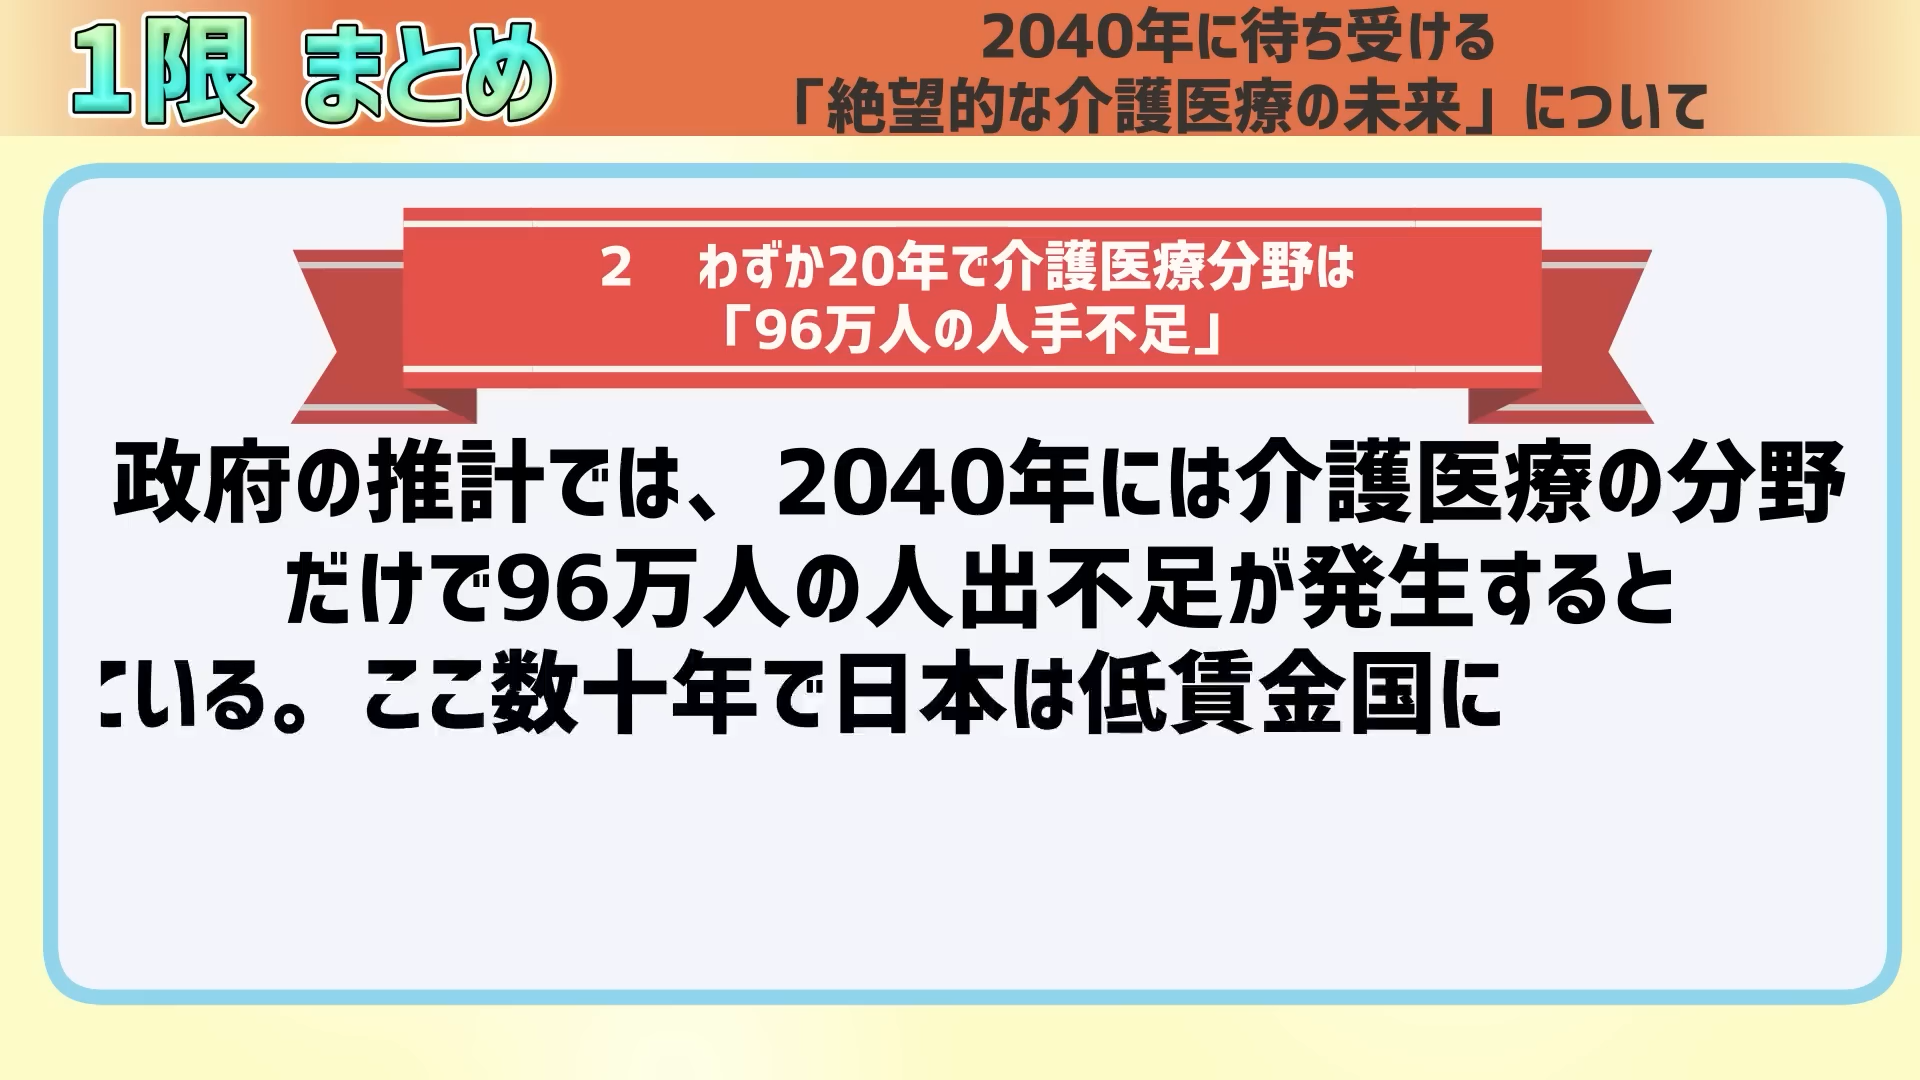 1限 まとめ
2040年に待ち受ける
「絶望的な介護医療の未来」について
2 わずか20年で介護医療分野は
「96万人の人手不足」
政府の推計では、2040年には介護医療の分野
だけで96万人の人出不足が発生すると
いる。ここ数十年で日本は低賃金国に